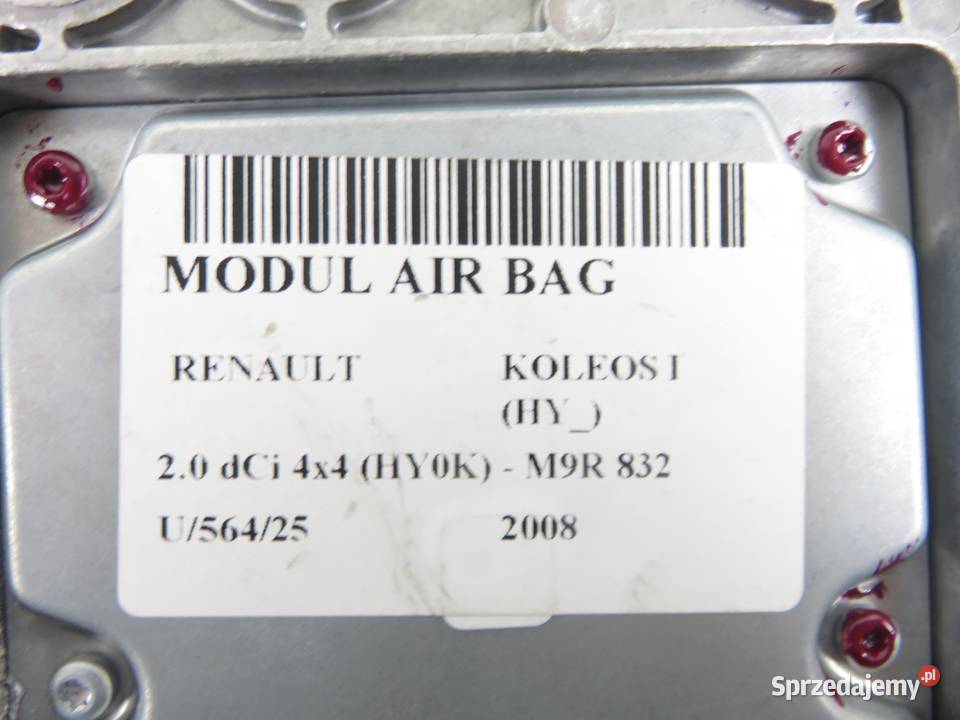 MODUL AIR BAG
RENAULT KOLEOS I
(HY_)
2.0 dCi 4x4 (HY0K) - M9R 832
U/564/25 2008
Sprzedajemy.pl